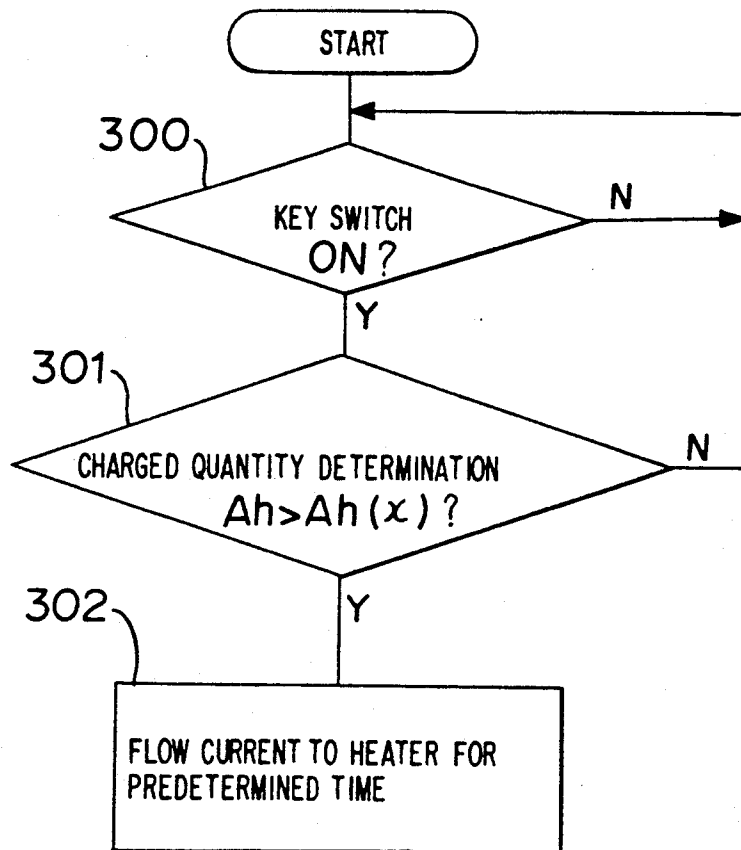 START
300
KEY SWITCH
ON?
N
Y
301
CHARGED QUANTITY DETERMINATION
Ah>Ah(x)?
N
Y
302
FLOW CURRENT TO HEATER FOR
PREDETERMINED TIME